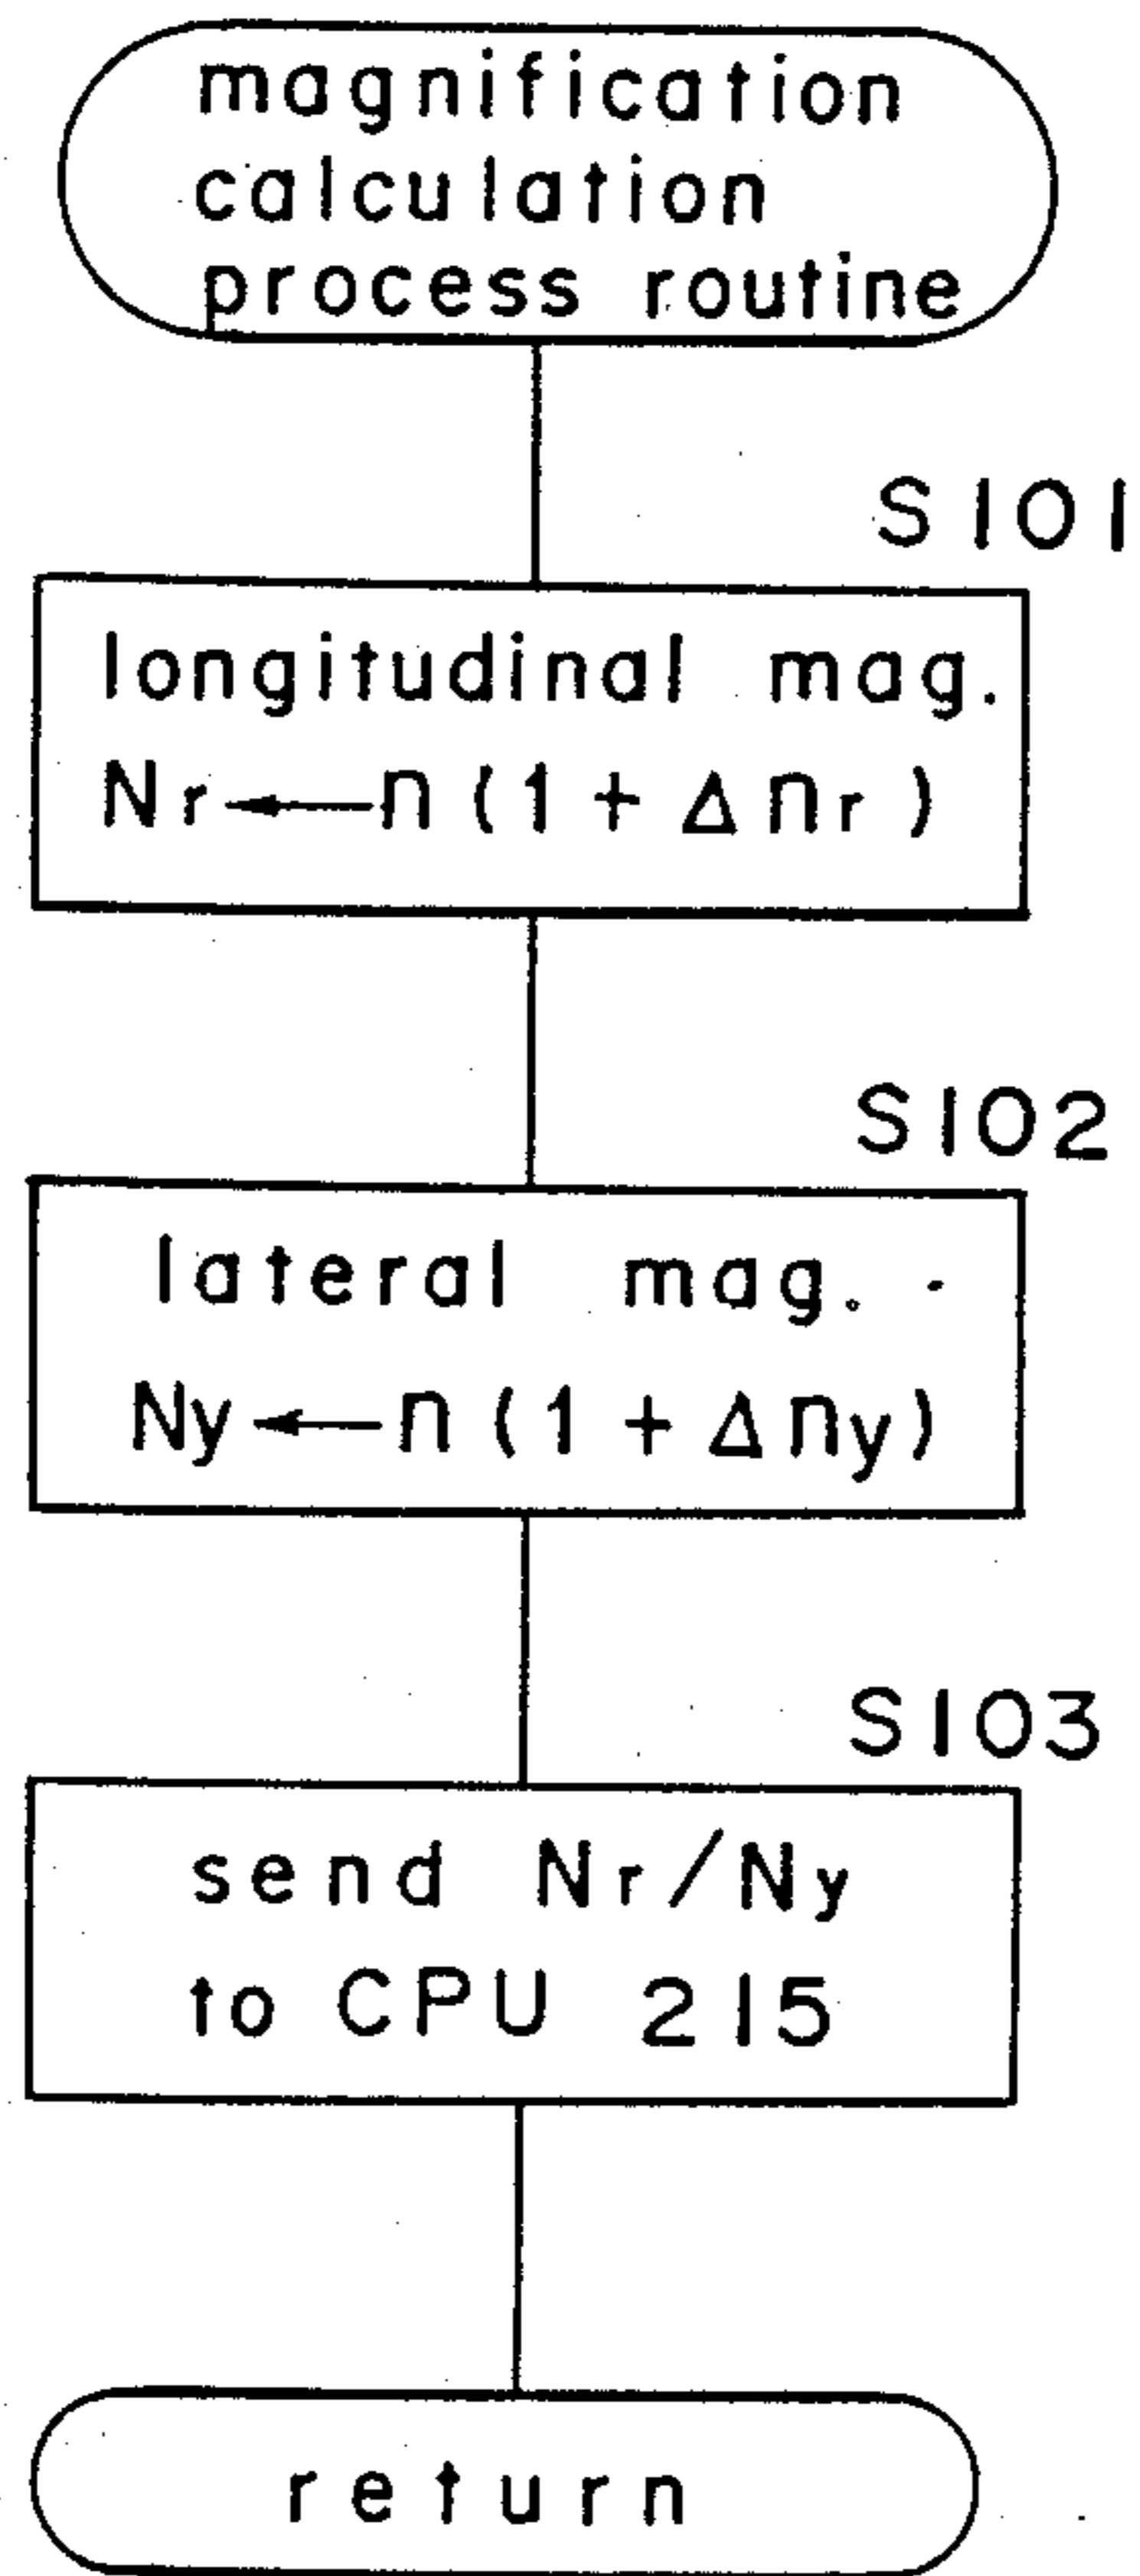 magnification
calculation
process routine
S101
longitudinal mag.
Nr ← n (1 + Δnr)
S102
lateral mag.
Ny ← n (1 + Δny)
S103
send Nr/Ny
to CPU 215
return